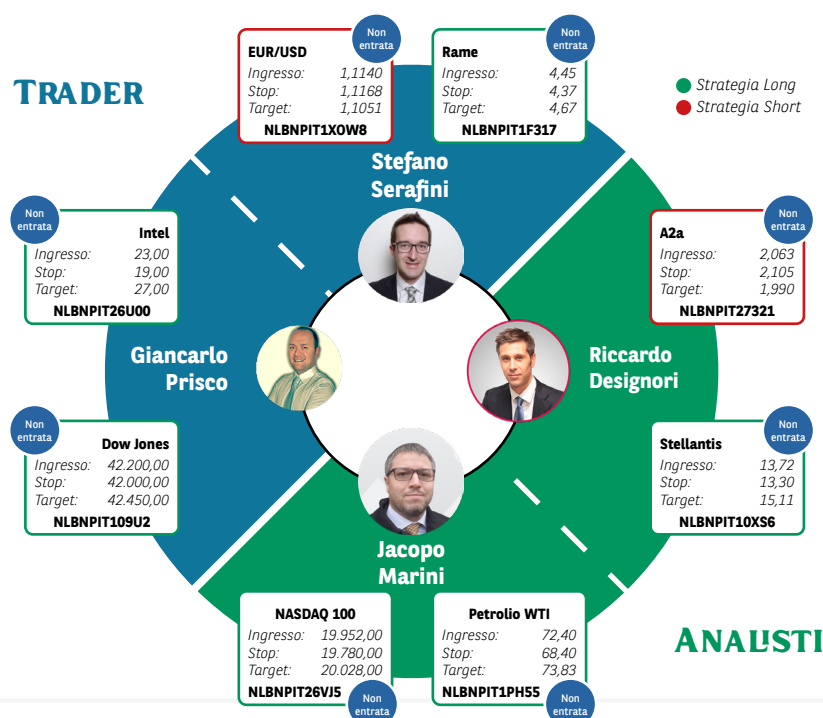 TRADER
Non
entrata
EUR/USD
Ingresso: 1,1140
Stop: 1,1168
Target: 1,1051
NLBNPIT1XOW8
Non
entrata
Rame
Ingresso: 4,45
Stop: 4,37
Target: 4,67
NLBNPIT1F317
Strategia Long
Strategia Short
Stefano
Serafini
Non
entrata
Intel
Ingresso: 23,00
Stop: 19,00
Target: 27,00
NLBNPIT26U00
Non
entrata
A2a
Ingresso: 2,063
Stop: 2,105
Target: 1,990
NLBNPIT27321
Giancarlo
Prisco
Riccardo
Designori
Non
entrata
Dow Jones
Ingresso: 42.200,00
Stop: 42.000,00
Target: 42.450,00
NLBNPIT109U2
Non
entrata
Stellantis
Ingresso: 13,72
Stop: 13,30
Target: 15,11
NLBNPIT10XS6
Jacopo
Marini
NASDAQ 100
Ingresso: 19.952,00
Stop: 19.780,00
Target: 20.028,00
NLBNPIT26VJ5
Non
entrata
Petrolio WTI
Ingresso: 72,40
Stop: 68,40
Target: 73,83
NLBNPIT1PH55
Non
entrata
ANALISTI